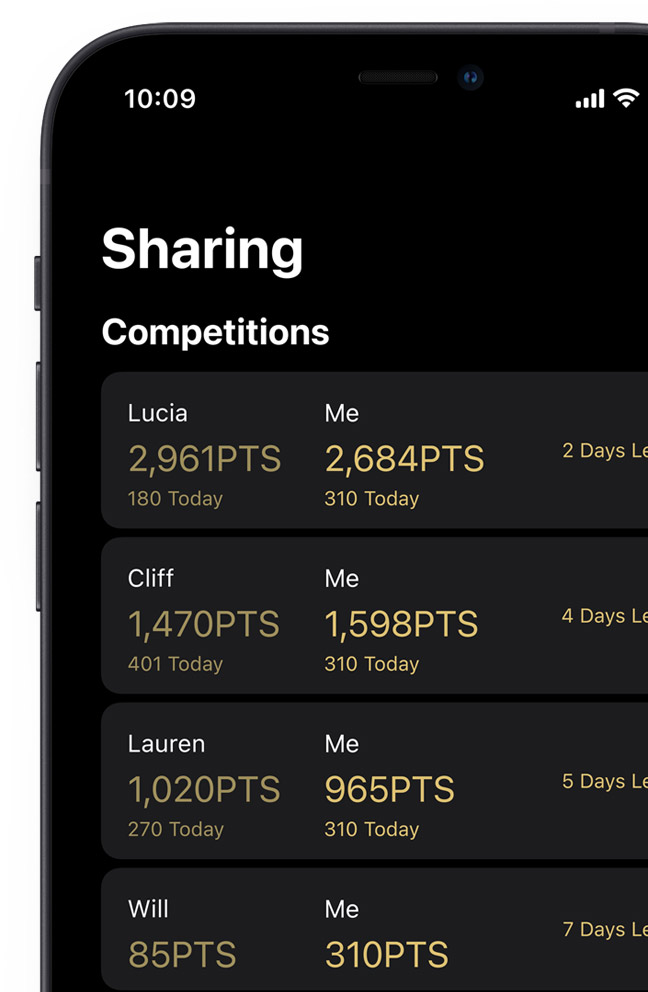 10:09
Sharing
Competitions
Lucia Me
2,961PTS 2,684PTS 2 Days Le
180 Today 310 Today
Cliff Me
1,470PTS 1,598PTS 4 Days Le
401 Today 310 Today
Lauren Me
1,020PTS 965PTS 5 Days Le
270 Today 310 Today
Will Me
85PTS 310PTS 7 Days Le